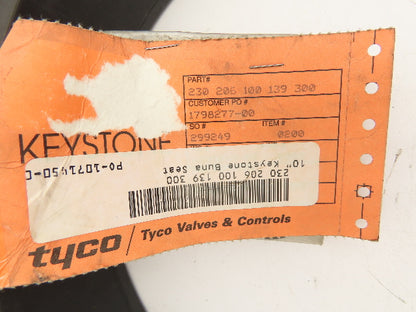 PART#
230 206 100 139 300
CUSTOMER PO #
1798277-00
SO # ITEM #
299249 0200
KEYSTONE
PO-1071450-0
230 206 100 139 300
10" Keystone Buna Seat
tyco / Tyco Valves & Controls